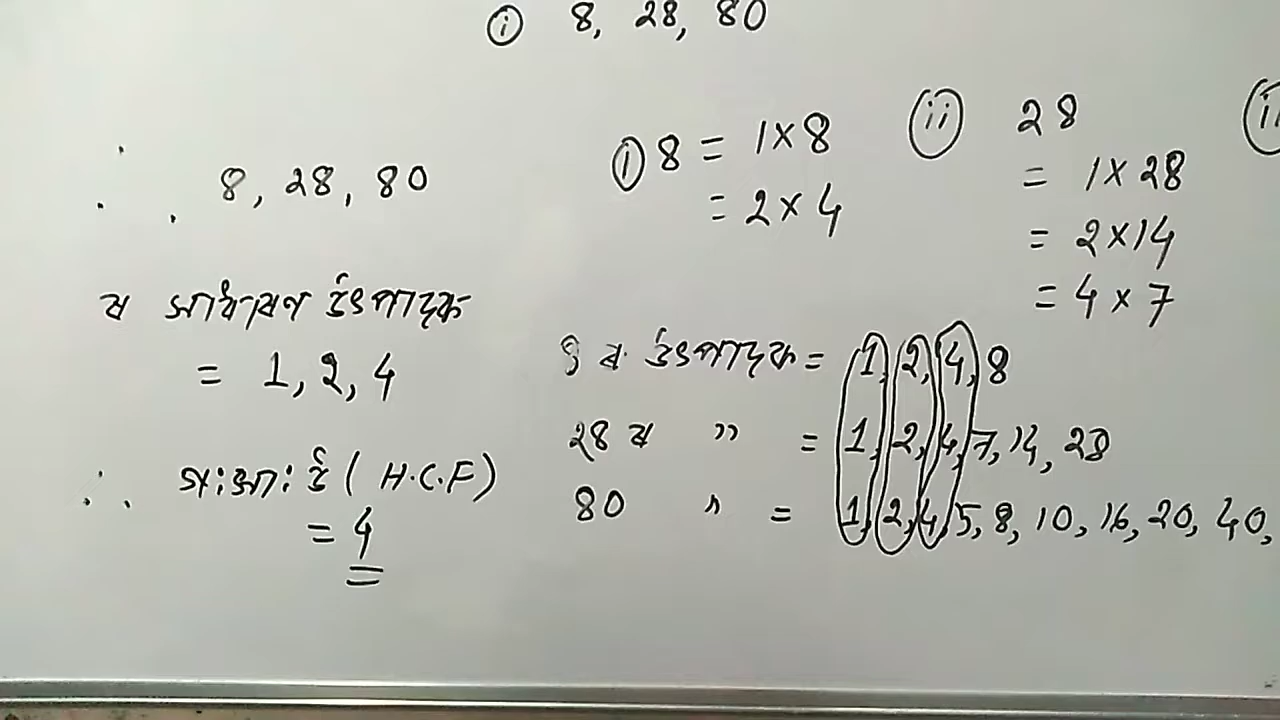 ⓘ 8, 28, 80
ⓘ 8 = 1 × 8
= 2 × 4
ⓘⓘ 28
= 1 × 28
= 2 × 14
= 4 × 7
∴ 8, 28, 80
ৰ সাধাৰণ উৎপাদক
= 1, 2, 4
∴ গঃসাঃউ ( H.C.F )
= 4
8 ৰ উৎপাদক = 1, 2, 4, 8
28 ৰ " = 1, 2, 4, 7, 14, 28
80 " = 1, 2, 4, 5, 8, 10, 16, 20, 40,